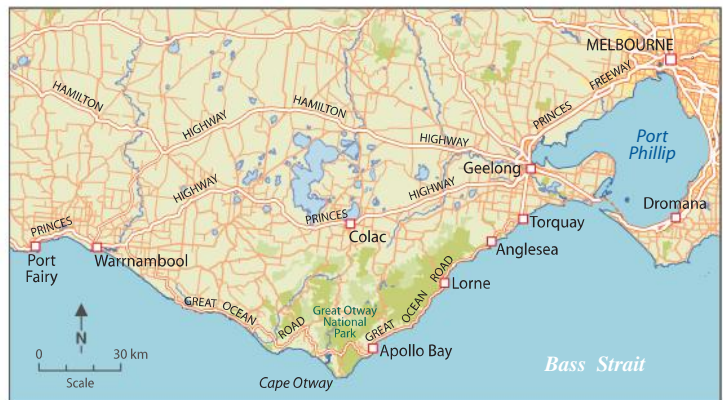 MELBOURNE
PRINCES FREEWAY
HAMILTON
HIGHWAY
HAMILTON
HIGHWAY
Port
Phillip
Geelong
HIGHWAY
HIGHWAY
PRINCES
Dromana
PRINCES
Torquay
Colac
Anglesea
Port
Fairy
Warrnambool
Lorne
GREAT OCEAN ROAD
GREAT OCEAN
ROAD
Great Otway
National
Park
Apollo Bay
N
0 30 km
Scale
Cape Otway
Bass Strait